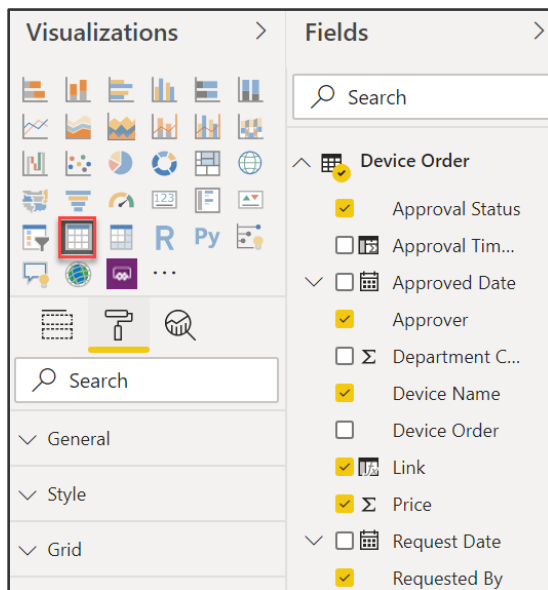 Visualizations
123
R
Py
...
Search
General
Style
Grid
Fields
Search
Device Order
Approval Status
Approval Tim...
Approved Date
Approver
Σ Department C...
Device Name
Device Order
Link
Σ Price
Request Date
Requested By